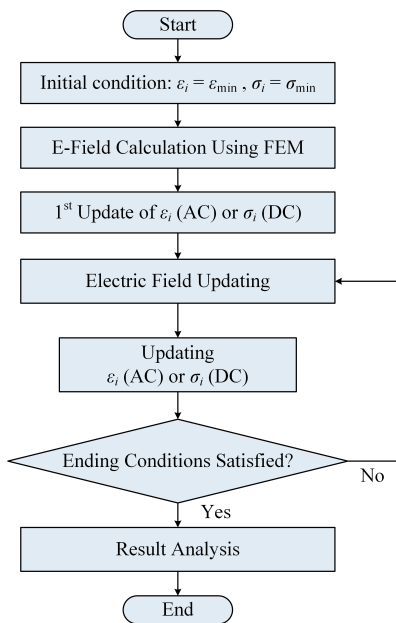 Start
Initial condition: εᵢ = εmin , σᵢ = σmin
E-Field Calculation Using FEM
1st Update of εᵢ (AC) or σᵢ (DC)
Electric Field Updating
Updating
εᵢ (AC) or σᵢ (DC)
Ending Conditions Satisfied?
No
Yes
Result Analysis
End